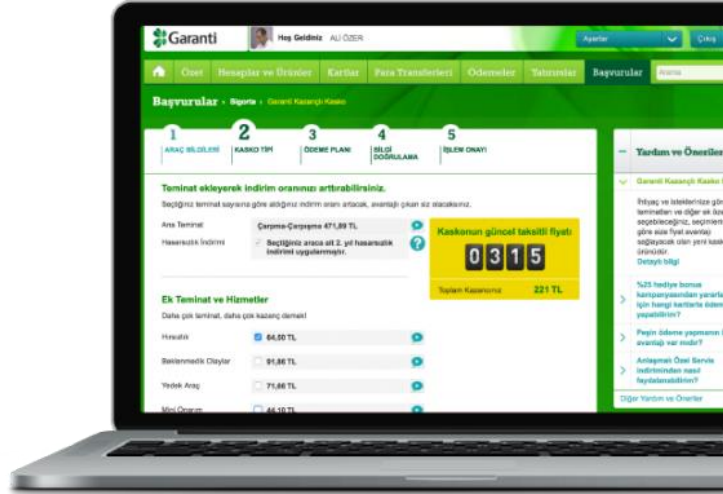 Garanti
Hoş Geldiniz ALİ ÖZER
Ayarlar
Çıkış
Özet Hesaplar ve Ürünler Kartlar Para Transferleri Ödemeler Yatırımlar Başvurular Arama
Başvurular Sigorta Garanti Kazançlı Kasko
1 2 3 4 5
ARAÇ BİLGİLERİ KASKO TİPİ ÖDEME PLANI BİLGİ DOĞRULAMA İŞLEM ONAYI
Teminat ekleyerek indirim oranınızı arttırabilirsiniz.
Seçtiğiniz teminat sayısına göre aldığınız indirim oranı artacak, avantajlı çıkan siz olacaksınız.
Ana Teminat Çarpma-Çarpışma 471,89 TL
Hasarsızlık İndirimi Seçtiğiniz araca ait 2. yıl hasarsızlık
indirimi uygulanmıştır.
Kaskonun güncel taksitli fiyatı
0315
Toplam Kazancınız 221 TL
Ek Teminat ve Hizmetler
Daha çok teminat, daha çok kazanç demek!
Hırsızlık 64,00 TL
Beklenmedik Olaylar 91,86 TL
Yedek Araç 71,66 TL
Mini Onarım 44,10 TL
Yardım ve Öneriler
Garanti Kazançlı Kasko
İhtiyaç ve isteklerinize
teminatları ve diğer ek
seçebileceğiniz, seçimlerinize
göre size fiyat avantajı
sağlayacak olan yeni
ürünüdür.
Detaylı bilgi
%25 hediye bonus
kampanyasından
için hangi kartlarla
yapabilirim?
Peşin ödeme yapmanın
avantajı var mıdır?
Anlaşmalı Özel Servis
indiriminden nasıl
faydalanabilirim?
Diğer Yardım ve Öneriler